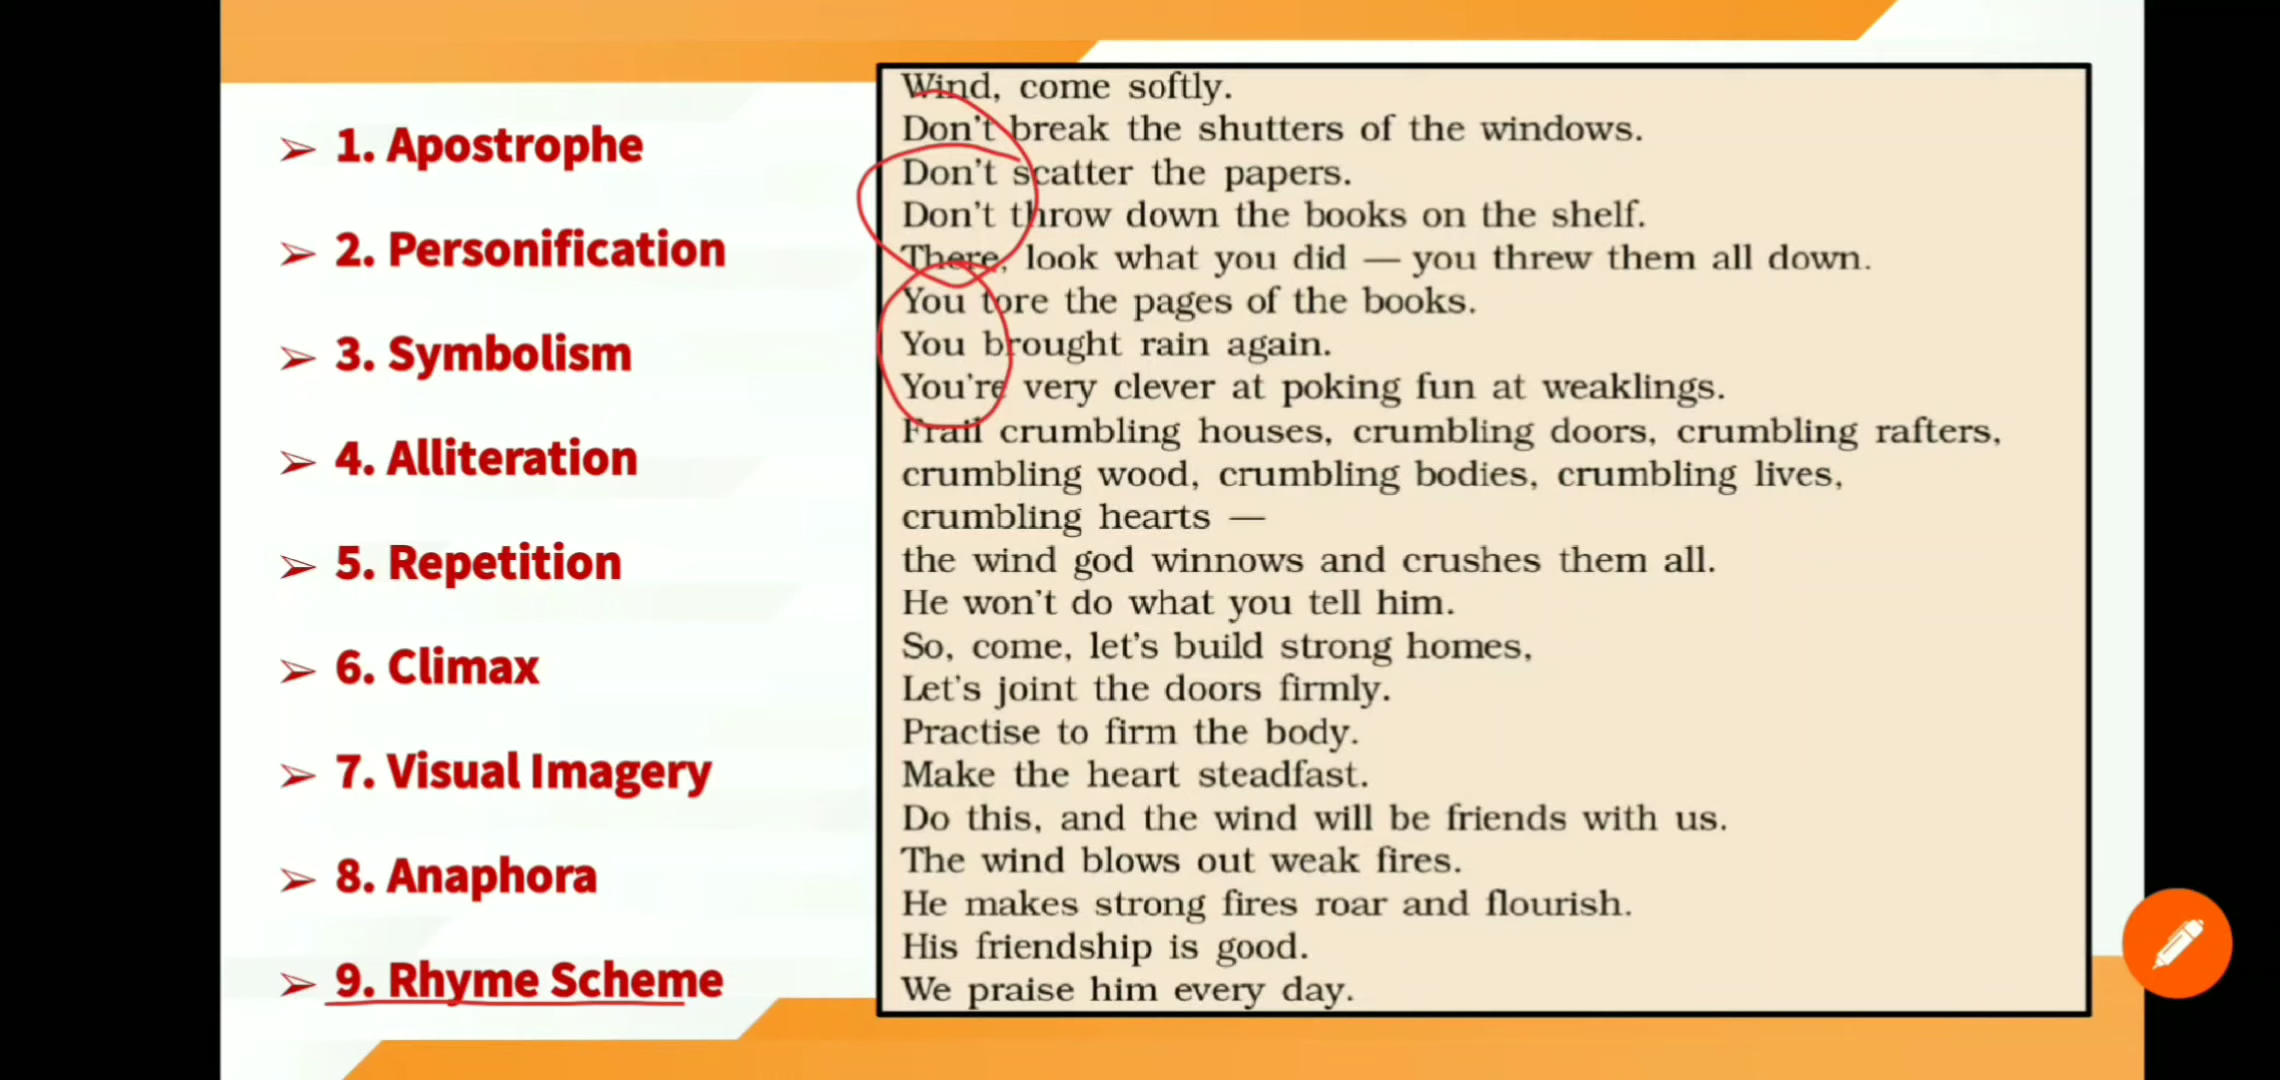 ➢ 1. Apostrophe
➢ 2. Personification
➢ 3. Symbolism
➢ 4. Alliteration
➢ 5. Repetition
➢ 6. Climax
➢ 7. Visual Imagery
➢ 8. Anaphora
➢ 9. Rhyme Scheme
Wind, come softly.
Don't break the shutters of the windows.
Don't scatter the papers.
Don't throw down the books on the shelf.
There, look what you did — you threw them all down.
You tore the pages of the books.
You brought rain again.
You're very clever at poking fun at weaklings.
Frail crumbling houses, crumbling doors, crumbling rafters,
crumbling wood, crumbling bodies, crumbling lives,
crumbling hearts —
the wind god winnows and crushes them all.
He won't do what you tell him.
So, come, let's build strong homes,
Let's joint the doors firmly.
Practise to firm the body.
Make the heart steadfast.
Do this, and the wind will be friends with us.
The wind blows out weak fires.
He makes strong fires roar and flourish.
His friendship is good.
We praise him every day.